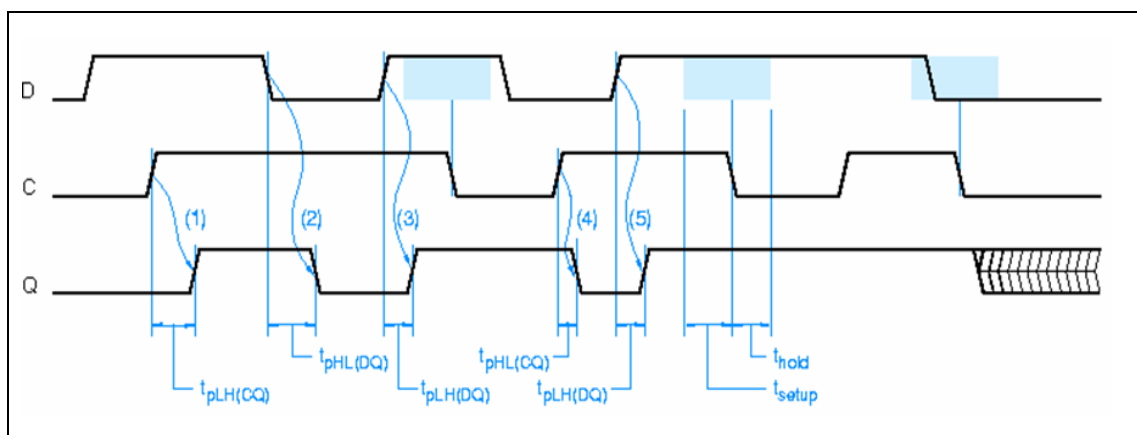 D
C
(1) (2) (3) (4) (5)
Q
tpHL(DQ) tpHL(CQ) thold
tpLH(CQ) tpLH(DQ) tpLH(DQ) tsetup